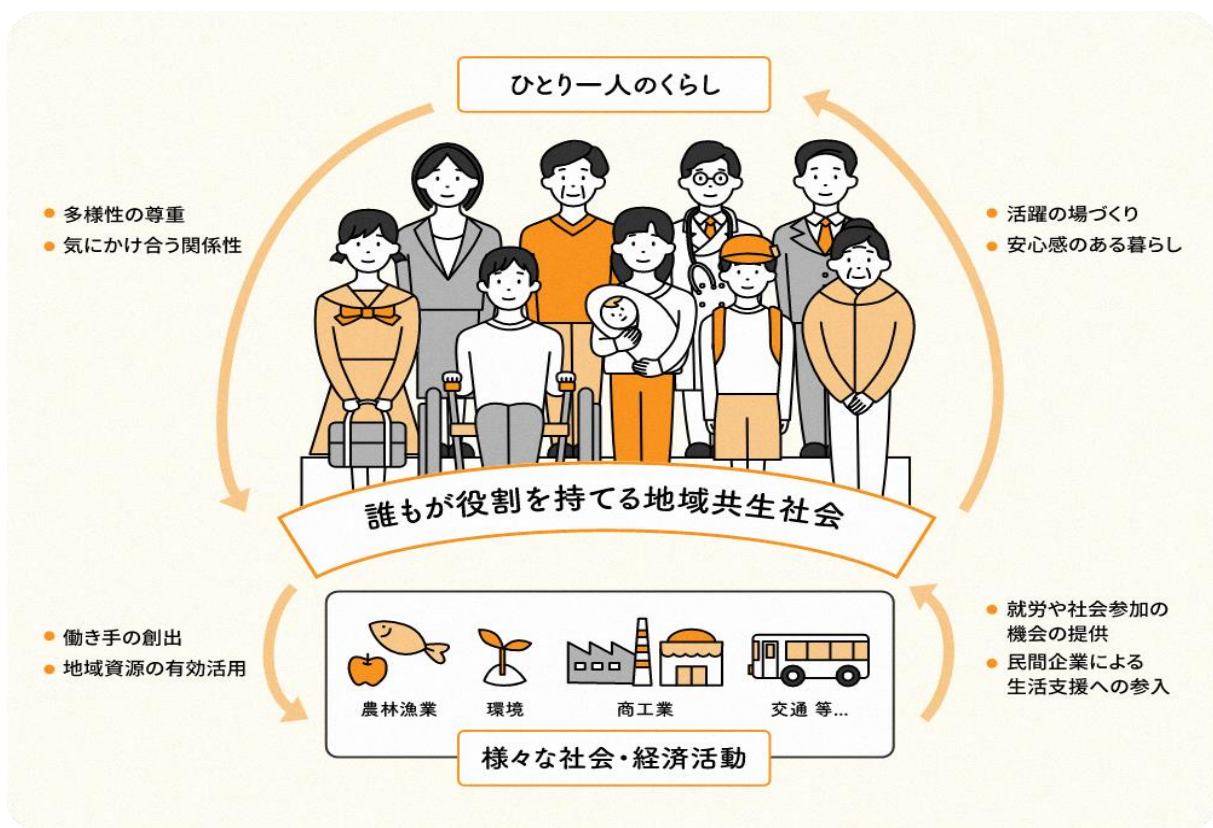 ひとり一人のくらし
多様性の尊重
気にかけ合う関係性
活躍の場づくり
安心感のある暮らし
誰もが役割を持てる地域共生社会
働き手の創出
地域資源の有効活用
就労や社会参加の
機会の提供
民間企業による
生活支援への参入
農林漁業
環境
商工業
交通 等...
様々な社会・経済活動